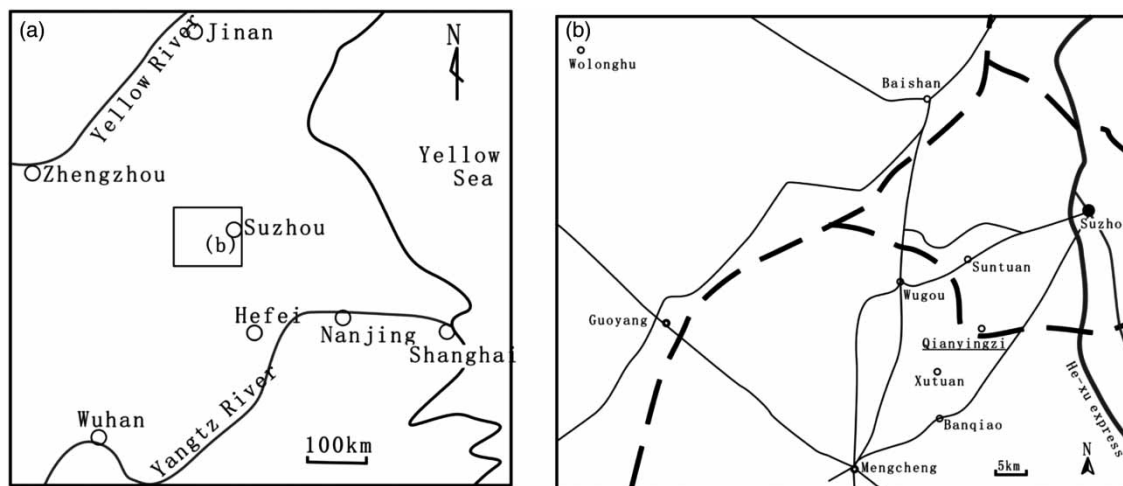 (a)
Jinan
N
Yellow River
Yellow
Sea
Zhengzhou
Suzhou
(b)
Hefei
Nanjing
Shanghai
Wuhan
Yangtz River
100km
(b)
Wolonghu
Baishan
Suzho
Suntuan
Wugou
Guoyang
Qianyingzi
Xutuan
He-xu express
Banqiao
N
Mengcheng
5km